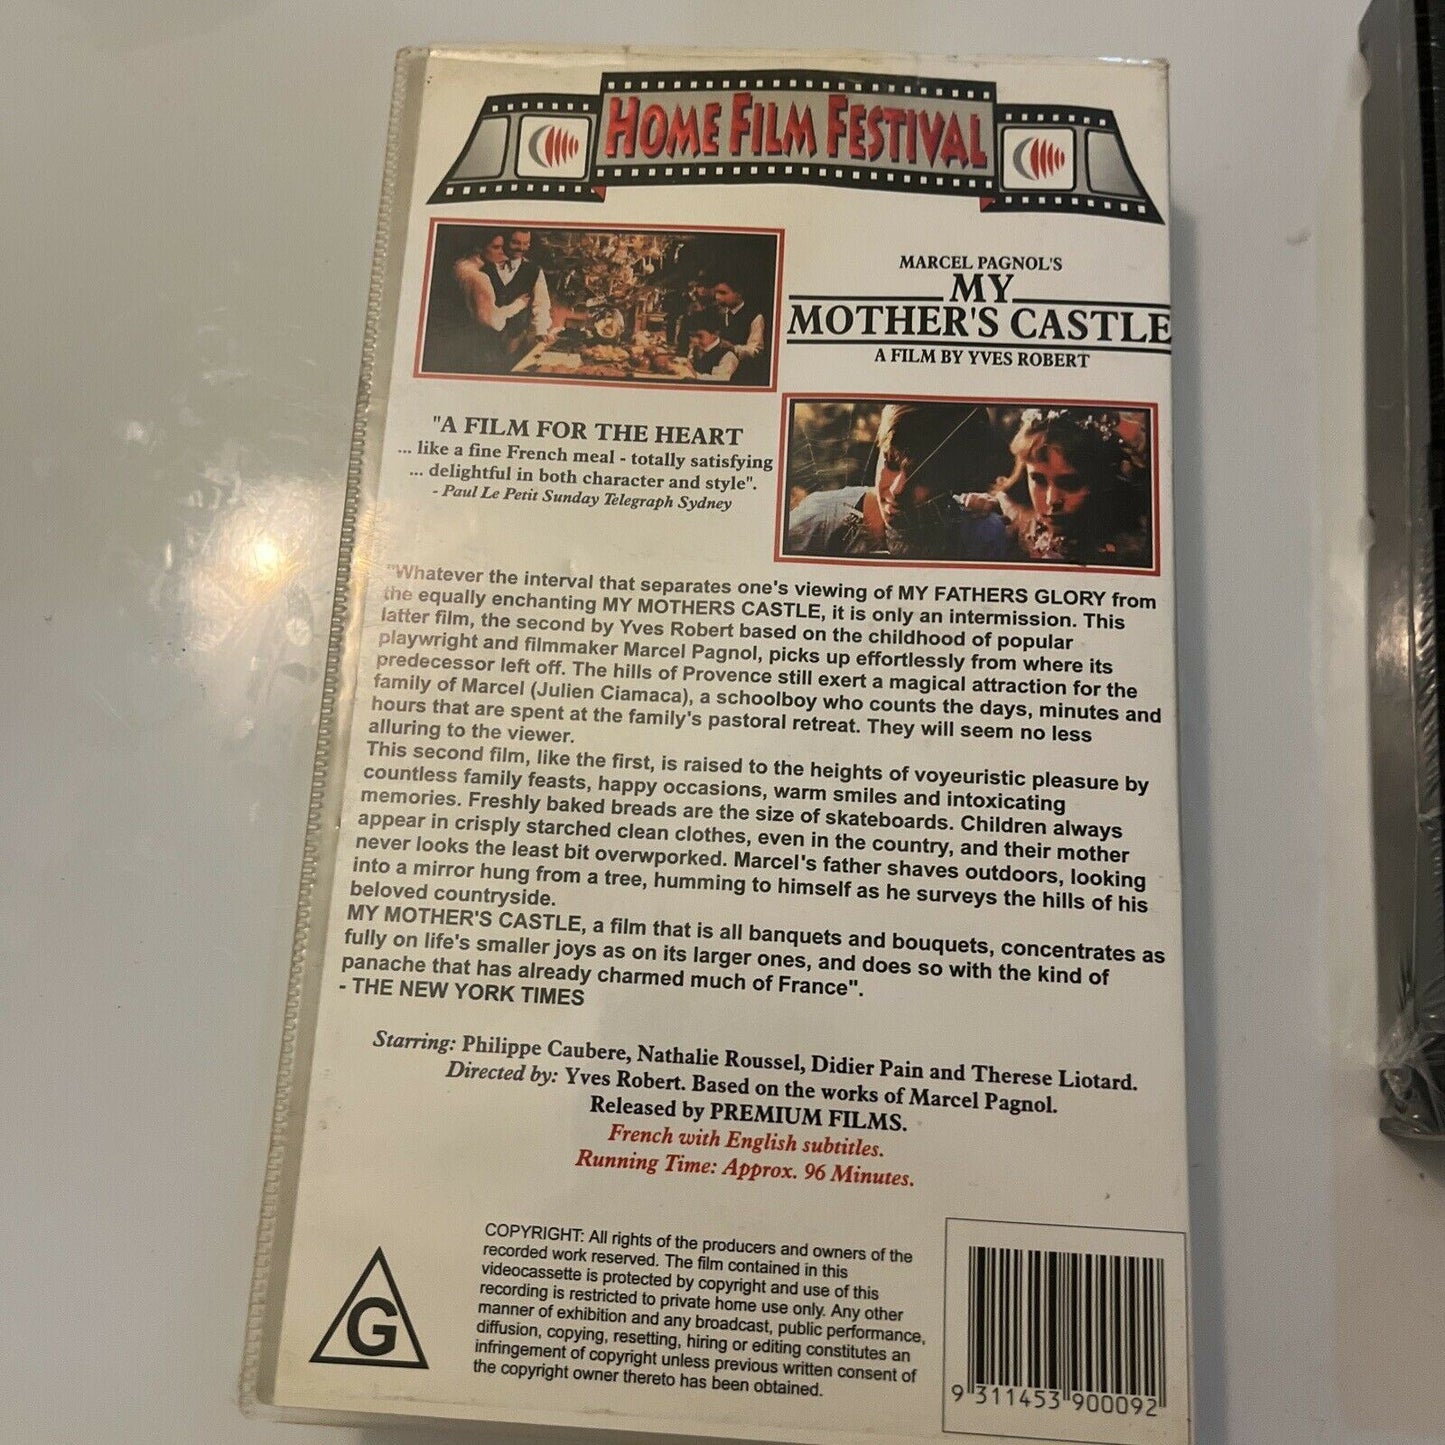 HOME FILM FESTIVAL
MARCEL PAGNOL'S
MY
MOTHER'S CASTLE
A FILM BY YVES ROBERT
"A FILM FOR THE HEART
... like a fine French meal - totally satisfying
... delightful in both character and style".
- Paul Le Petit Sunday Telegraph Sydney
"Whatever the interval that separates one's viewing of MY FATHERS GLORY from
the equally enchanting MY MOTHERS CASTLE, it is only an intermission. This
latter film, the second by Yves Robert based on the childhood of popular
playwright and filmmaker Marcel Pagnol, picks up effortlessly from where its
predecessor left off. The hills of Provence still exert a magical attraction for the
family of Marcel (Julien Ciamaca), a schoolboy who counts the days, minutes and
hours that are spent at the family's pastoral retreat. They will seem no less
alluring to the viewer.
This second film, like the first, is raised to the heights of voyeuristic pleasure by
countless family feasts, happy occasions, warm smiles and intoxicating
memories. Freshly baked breads are the size of skateboards. Children always
appear in crisply starched clean clothes, even in the country, and their mother
never looks the least bit overwporked. Marcel's father shaves outdoors, looking
into a mirror hung from a tree, humming to himself as he surveys the hills of his
beloved countryside.
MY MOTHER'S CASTLE, a film that is all banquets and bouquets, concentrates as
fully on life's smaller joys as on its larger ones, and does so with the kind of
panache that has already charmed much of France".
- THE NEW YORK TIMES
Starring: Philippe Caubere, Nathalie Roussel, Didier Pain and Therese Liotard.
Directed by: Yves Robert. Based on the works of Marcel Pagnol.
Released by PREMIUM FILMS.
French with English subtitles.
Running Time: Approx. 96 Minutes.
G
COPYRIGHT: All rights of the producers and owners of the
recorded work reserved. The film contained in this
videocassette is protected by copyright and use of this
recording is restricted to private home use only. Any other
manner of exhibition and any broadcast, public performance,
diffusion, copying, resetting, hiring or editing constitutes an
infringement of copyright unless previous written consent of
the copyright owner thereto has been obtained.
9 311453 900092